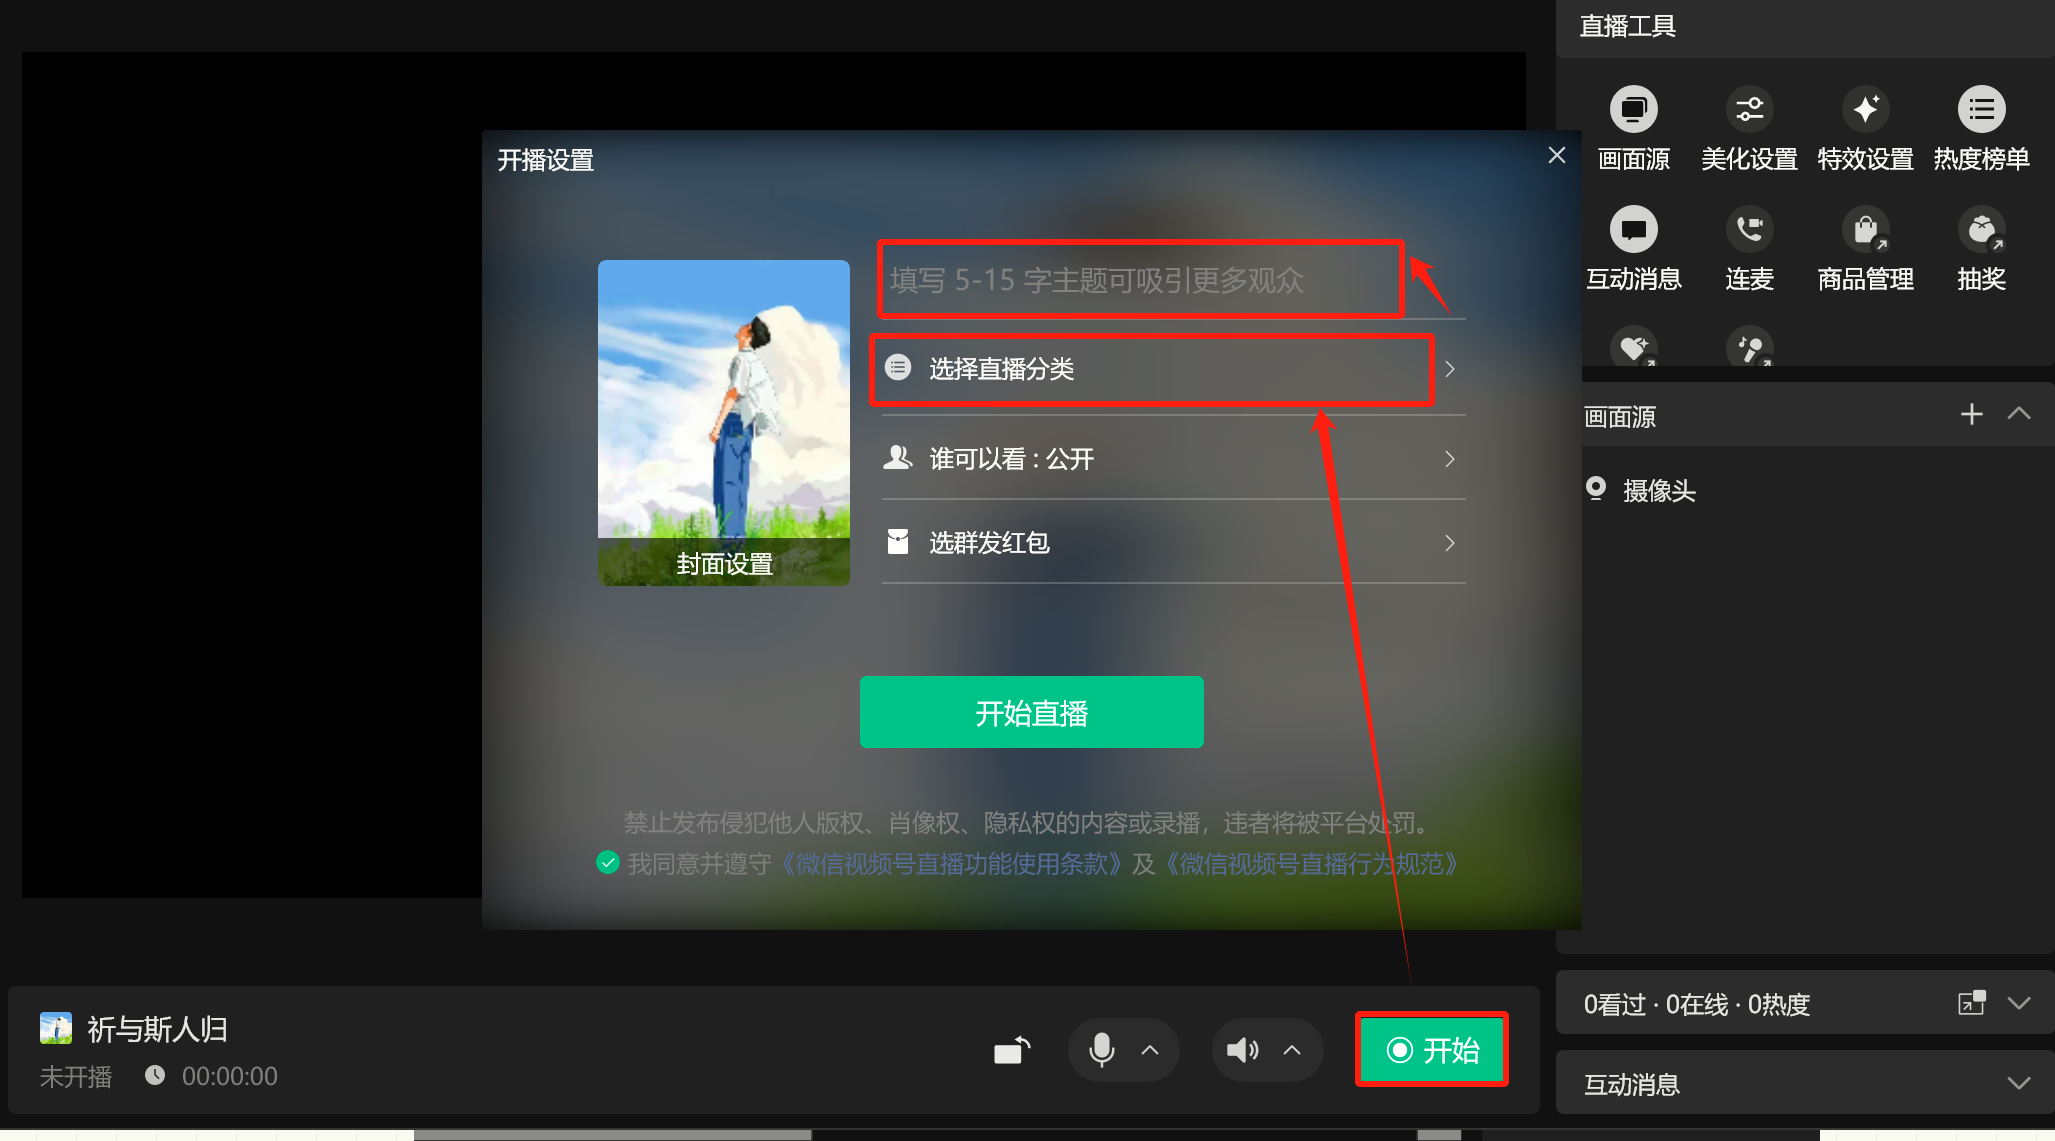 直播工具
画面源 美化设置 特效设置 热度榜单
互动消息 连麦 商品管理 抽奖
开播设置
填写 5-15 字主题可吸引更多观众
选择直播分类
谁可以看 : 公开
选群发红包
封面设置
开始直播
禁止发布侵犯他人版权、肖像权、隐私权的内容或录播，违者将被平台处罚。
我同意并遵守《微信视频号直播功能使用条款》及《微信视频号直播行为规范》
画面源
摄像头
0看过 · 0在线 · 0热度
互动消息
祈与斯人归
未开播 00:00:00
开始